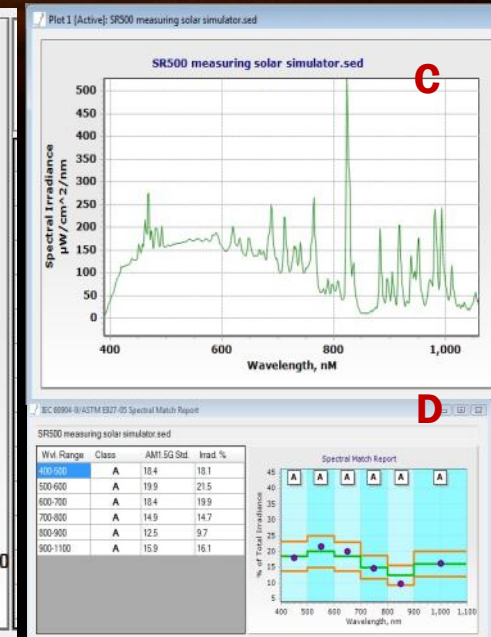 Plot 1 [Active]: SR500 measuring solar simulator.sed
SR500 measuring solar simulator.sed
C
Spectral Irradiance
µW/cm^2/nm
500
450
400
350
300
250
200
150
100
50
0
400 600 800 1,000
Wavelength, nM
0
IEC 60904-9/ASTM E927-05 Spectral Match Report
D
SR500 measuring solar simulator.sed
Wvl. Range Class AM1.5G Std. Irrad. %
400-500 A 18.4 18.1
500-600 A 19.9 21.5
600-700 A 18.4 19.9
700-800 A 14.9 14.7
800-900 A 12.5 9.7
900-1100 A 15.9 16.1
Spectral Match Report
A A A A A A
% of Total Irradiance
45
40
35
30
25
20
15
10
5
400 500 600 700 800 900 1,000 1,100
Wavelength, nm